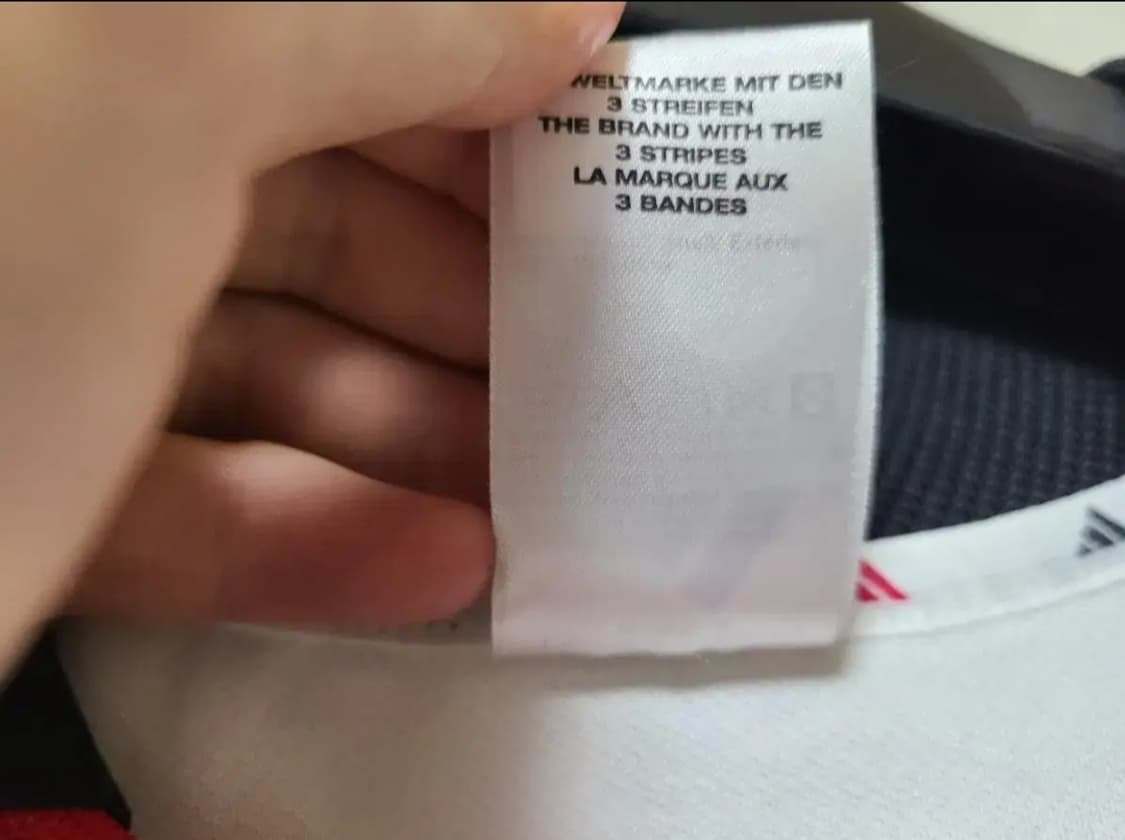 WELTMARKE MIT DEN
3 STREIFEN
THE BRAND WITH THE
3 STRIPES
LA MARQUE AUX
3 BANDES